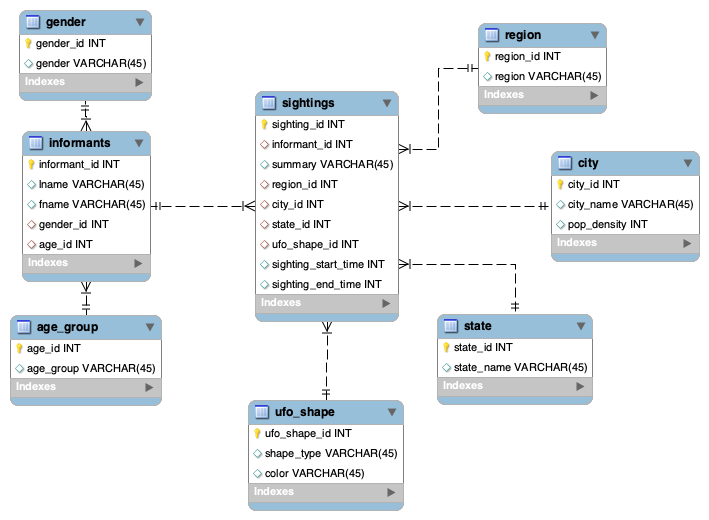 gender
gender_id INT
gender VARCHAR(45)
Indexes
informants
informant_id INT
lname VARCHAR(45)
fname VARCHAR(45)
gender_id INT
age_id INT
Indexes
age_group
age_id INT
age_group VARCHAR(45)
Indexes
sightings
sighting_id INT
informant_id INT
summary VARCHAR(45)
region_id INT
city_id INT
state_id INT
ufo_shape_id INT
sighting_start_time INT
sighting_end_time INT
Indexes
ufo_shape
ufo_shape_id INT
shape_type VARCHAR(45)
color VARCHAR(45)
Indexes
region
region_id INT
region VARCHAR(45)
Indexes
city
city_id INT
city_name VARCHAR(45)
pop_density INT
Indexes
state
state_id INT
state_name VARCHAR(45)
Indexes